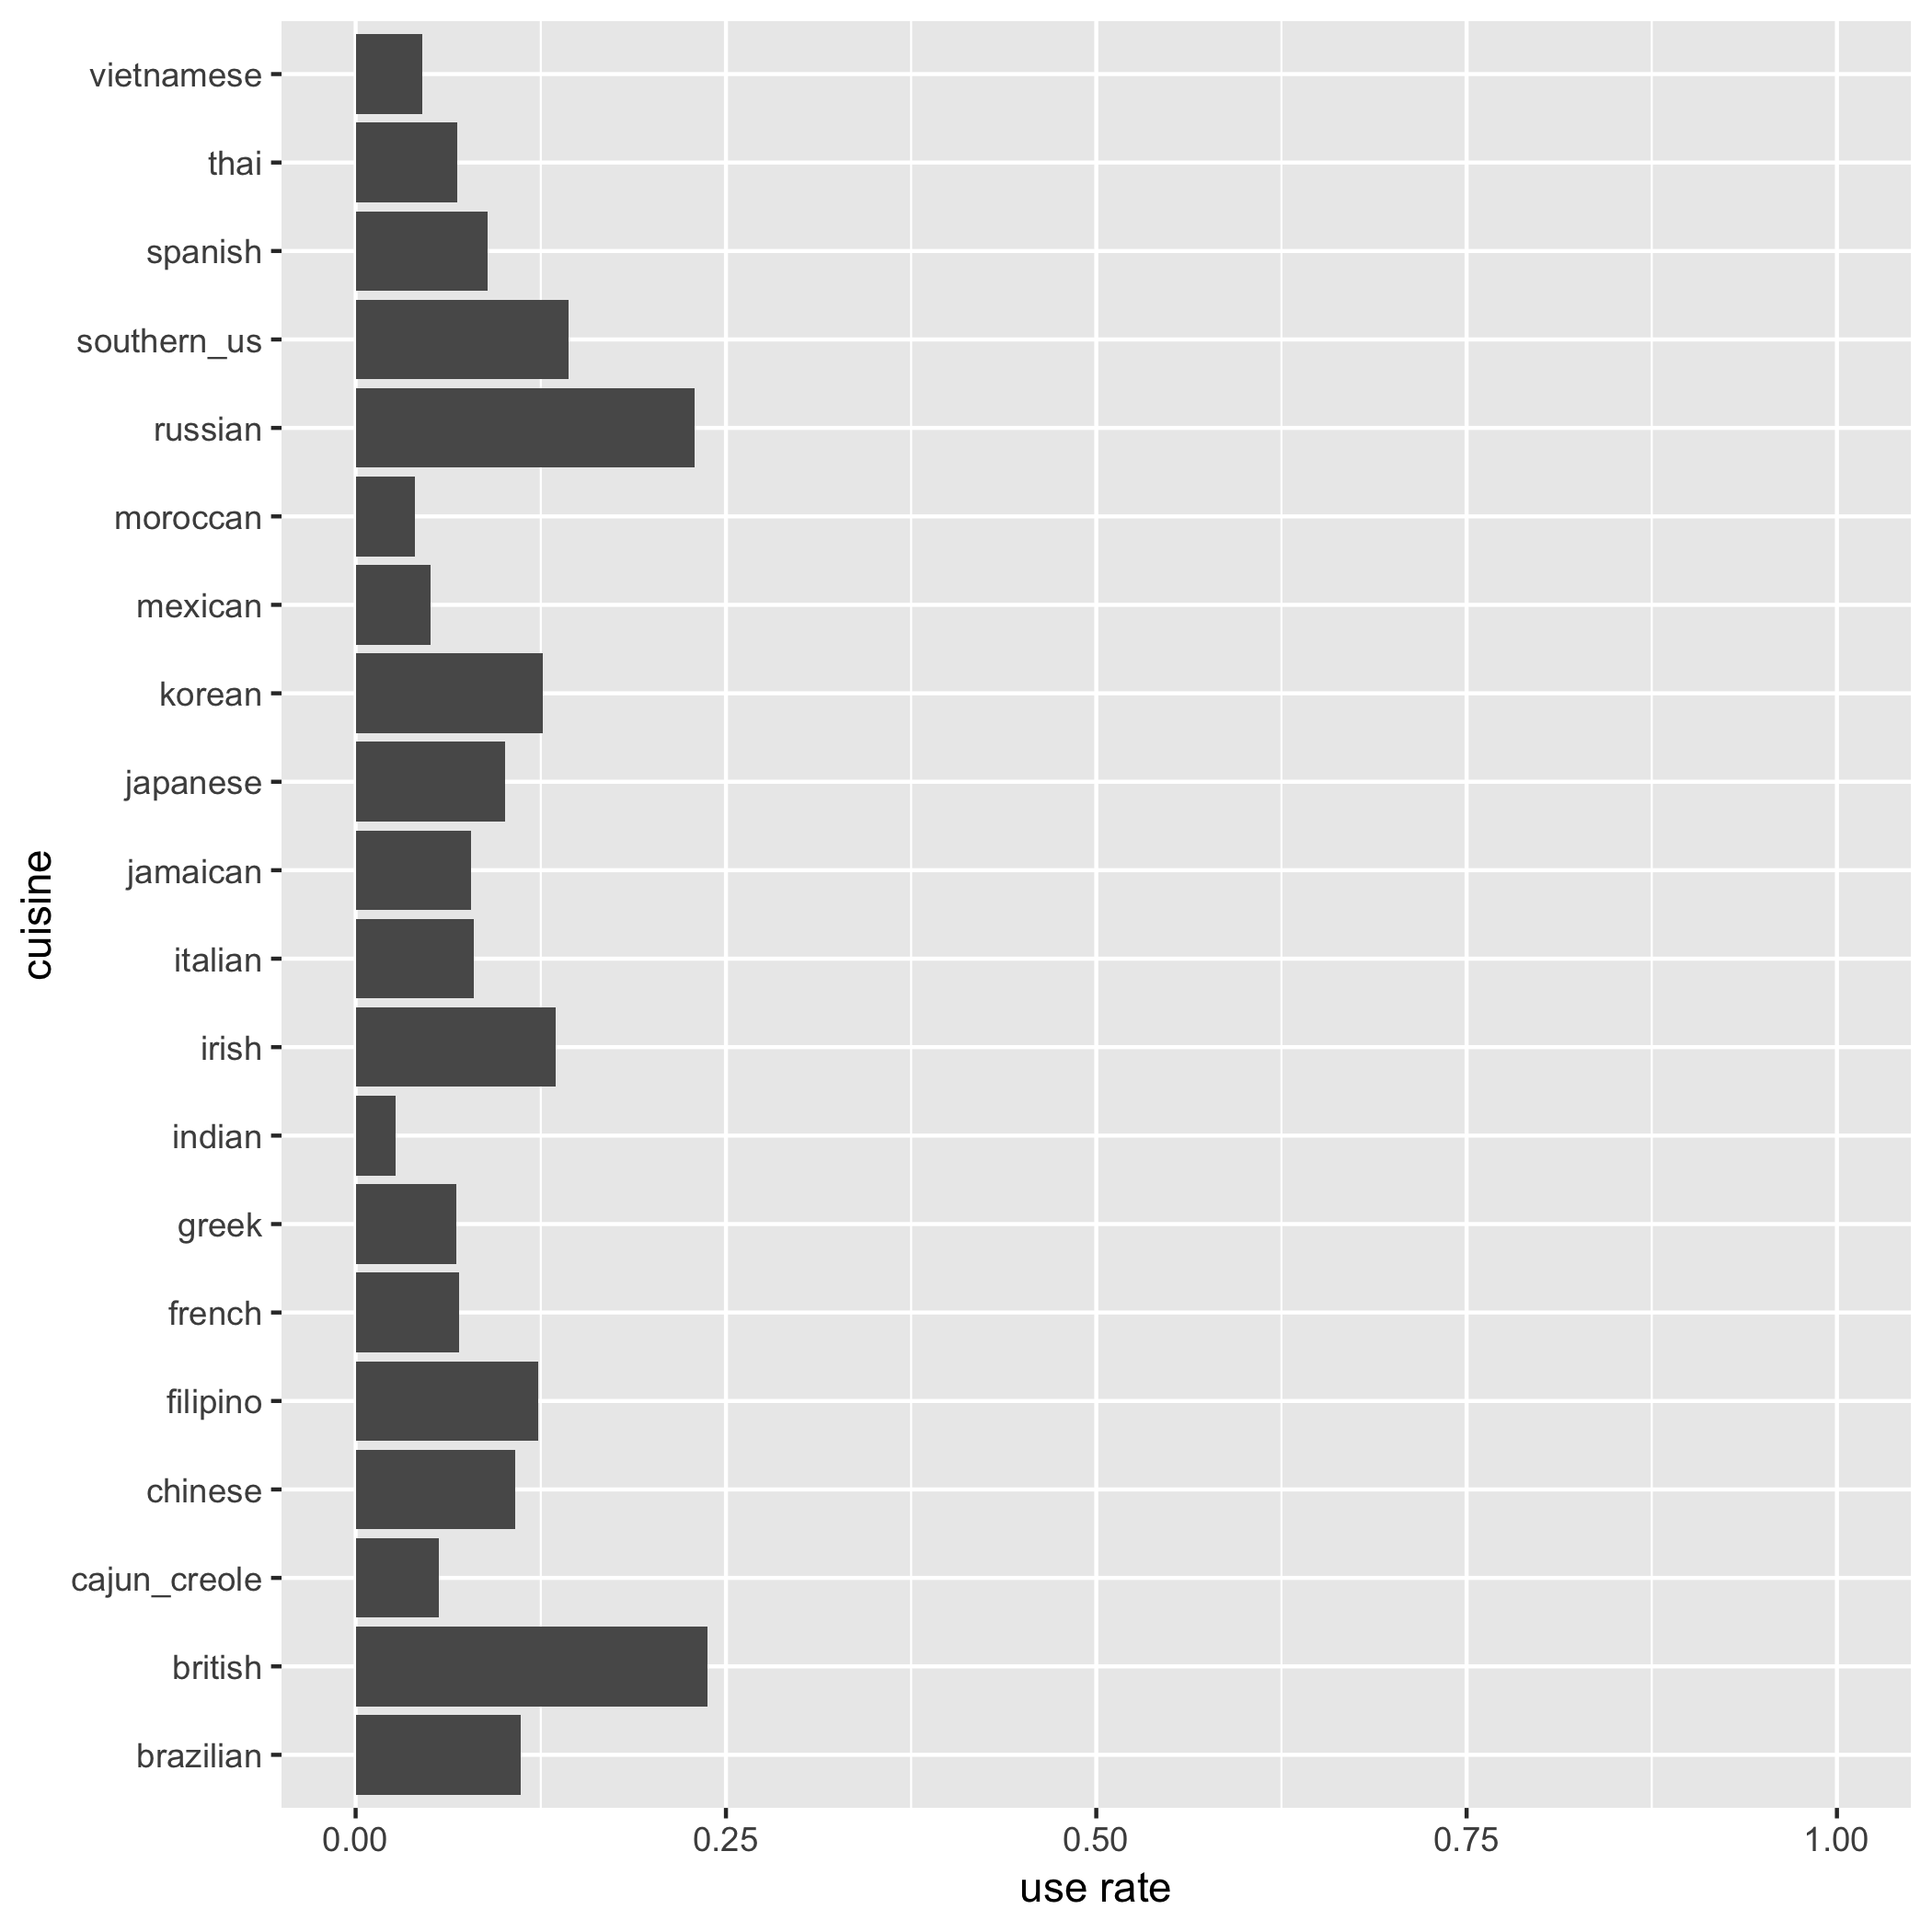 vietnamese
thai
spanish
southern_us
russian
moroccan
mexican
korean
japanese
jamaican
italian
irish
indian
greek
french
filipino
chinese
cajun_creole
british
brazilian
cuisine
0.00 0.25 0.50 0.75 1.00
use rate